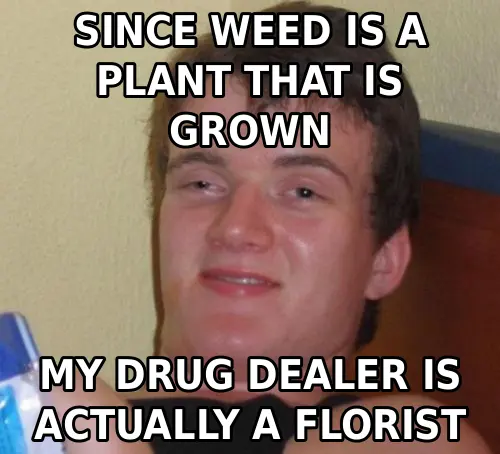 SINCE WEED IS A
PLANT THAT IS
GROWN
MY DRUG DEALER IS
ACTUALLY A FLORIST